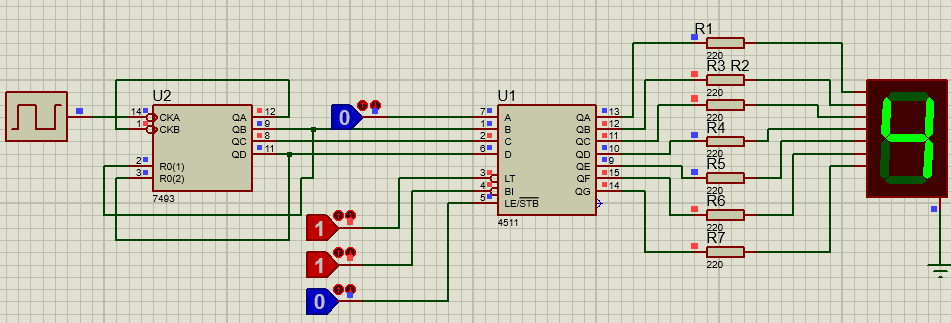 U2
14 CKA QA 12
1 CKB QB 9
QC 8
QD 11
2 R0(1)
3 R0(2)
7493
0
1
1
0
U1
7 A QA 13
1 B QB 12
2 C QC 11
6 D QD 10
QE 9
3 LT QF 15
4 BI QG 14
5 LE/STB
4511
R1
220
R3 R2
220
220
R4
220
R5
220
R6
220
R7
220
4